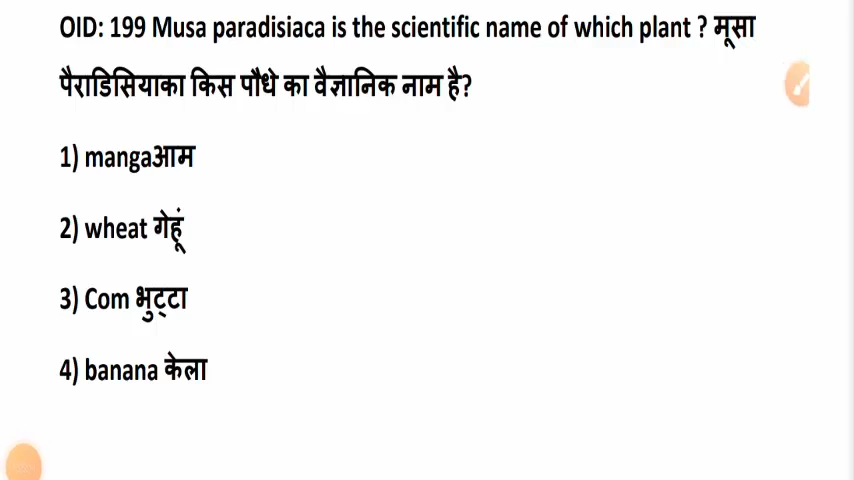 OID: 199 Musa paradisiaca is the scientific name of which plant ? मूसा
पैराडिसियाका किस पौधे का वैज्ञानिक नाम है?
1) mangaआम
2) wheat गेहूं
3) Com भुट्टा
4) banana केला